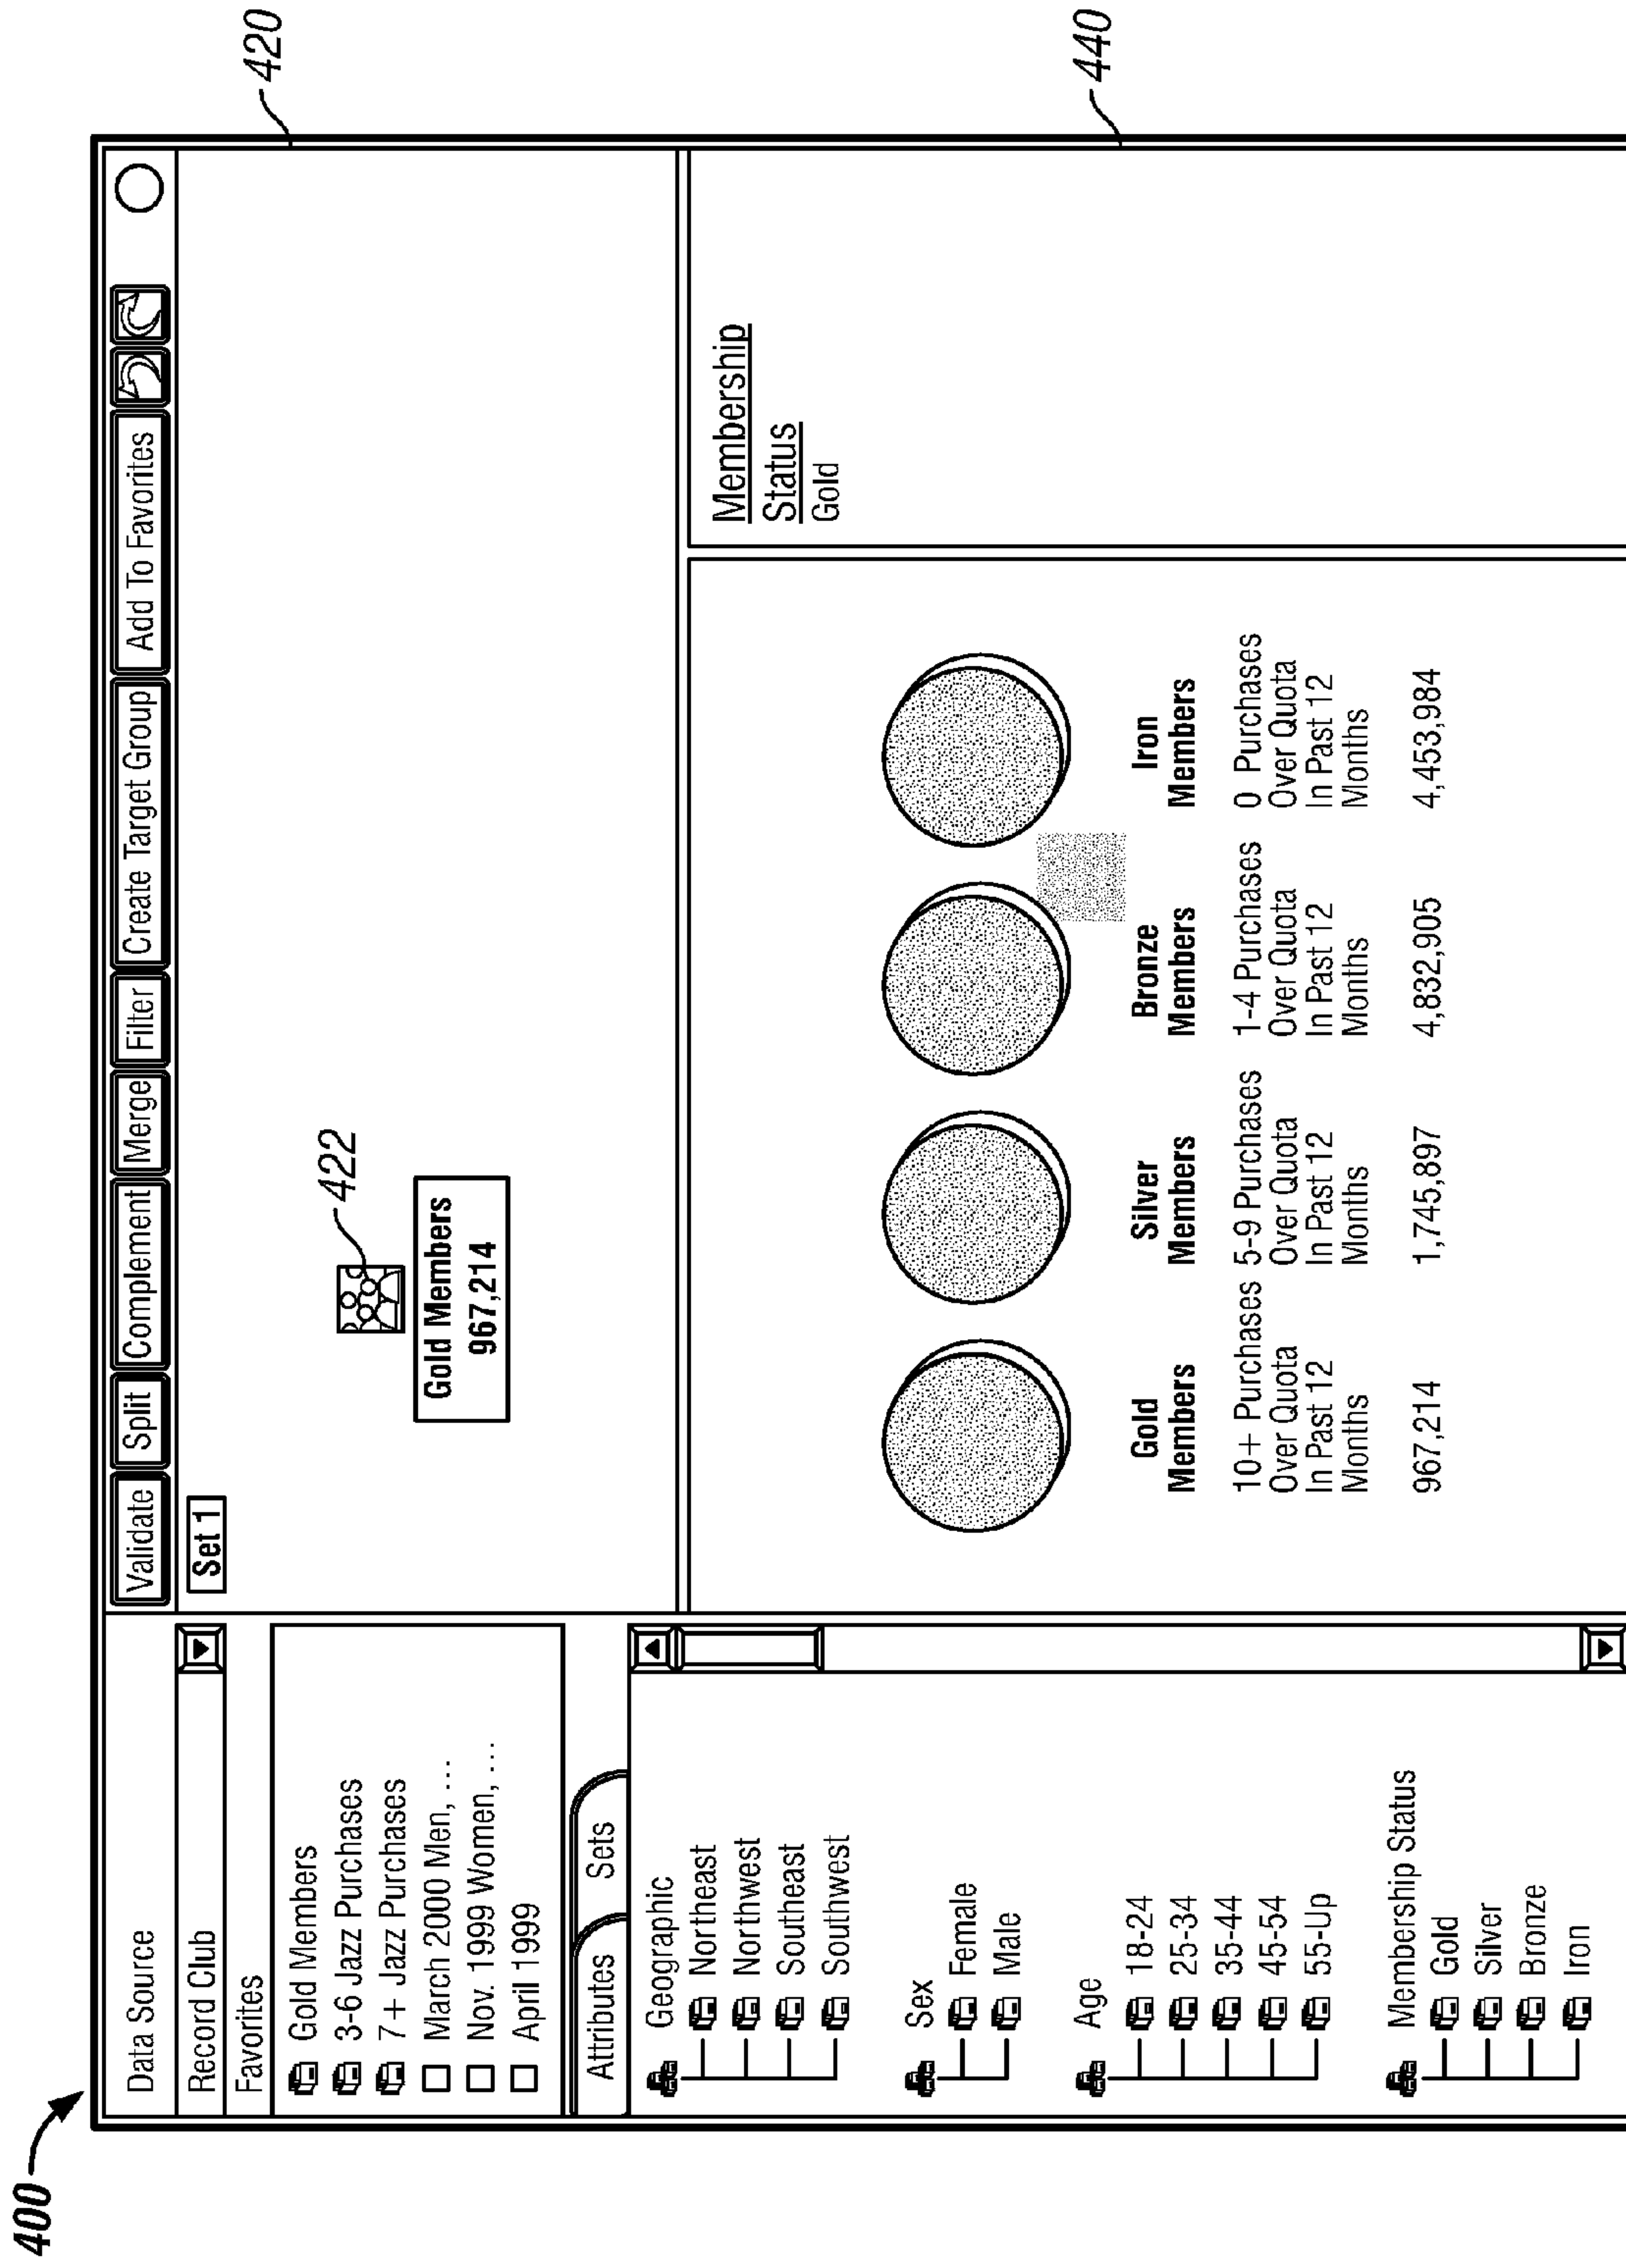 400
420
Data Source
Validate
Split
Complement
Merge
Filter
Create Target Group
Add To Favorites
Record Club
Favorites
Gold Members
3-6 Jazz Purchases
7+ Jazz Purchases
March 2000 Men, ...
Nov. 1999 Women, ...
April 1999
Attributes
Sets
Geographic
Northeast
Northwest
Southeast
Southwest
Sex
Female
Male
Age
18-24
25-34
35-44
45-54
55-Up
Membership Status
Gold
Silver
Bronze
Iron
Set 1
422
Gold Members
967,214
Gold
Members
10+ Purchases
Over Quota
In Past 12
Months
967,214
Silver
Members
5-9 Purchases
Over Quota
In Past 12
Months
1,745,897
Bronze
Members
1-4 Purchases
Over Quota
In Past 12
Months
4,832,905
Iron
Members
0 Purchases
Over Quota
In Past 12
Months
4,453,984
Membership
Status
Gold
440